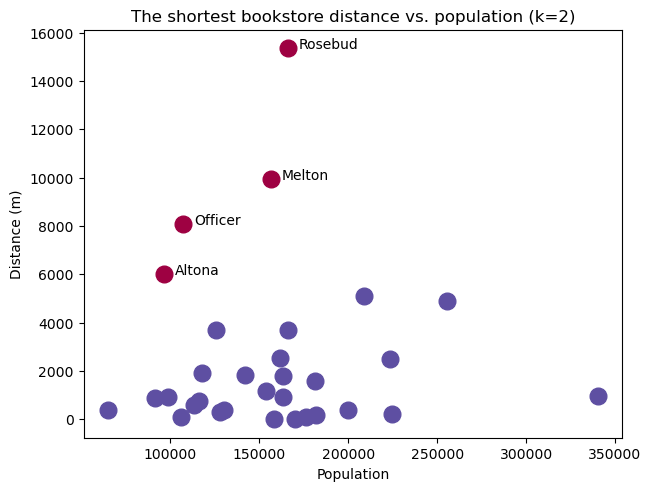 The shortest bookstore distance vs. population (k=2)
16000
Rosebud
14000
12000
10000
Melton
8000
Officer
6000
Altona
4000
2000
0
Distance (m)
100000 150000 200000 250000 300000 350000
Population